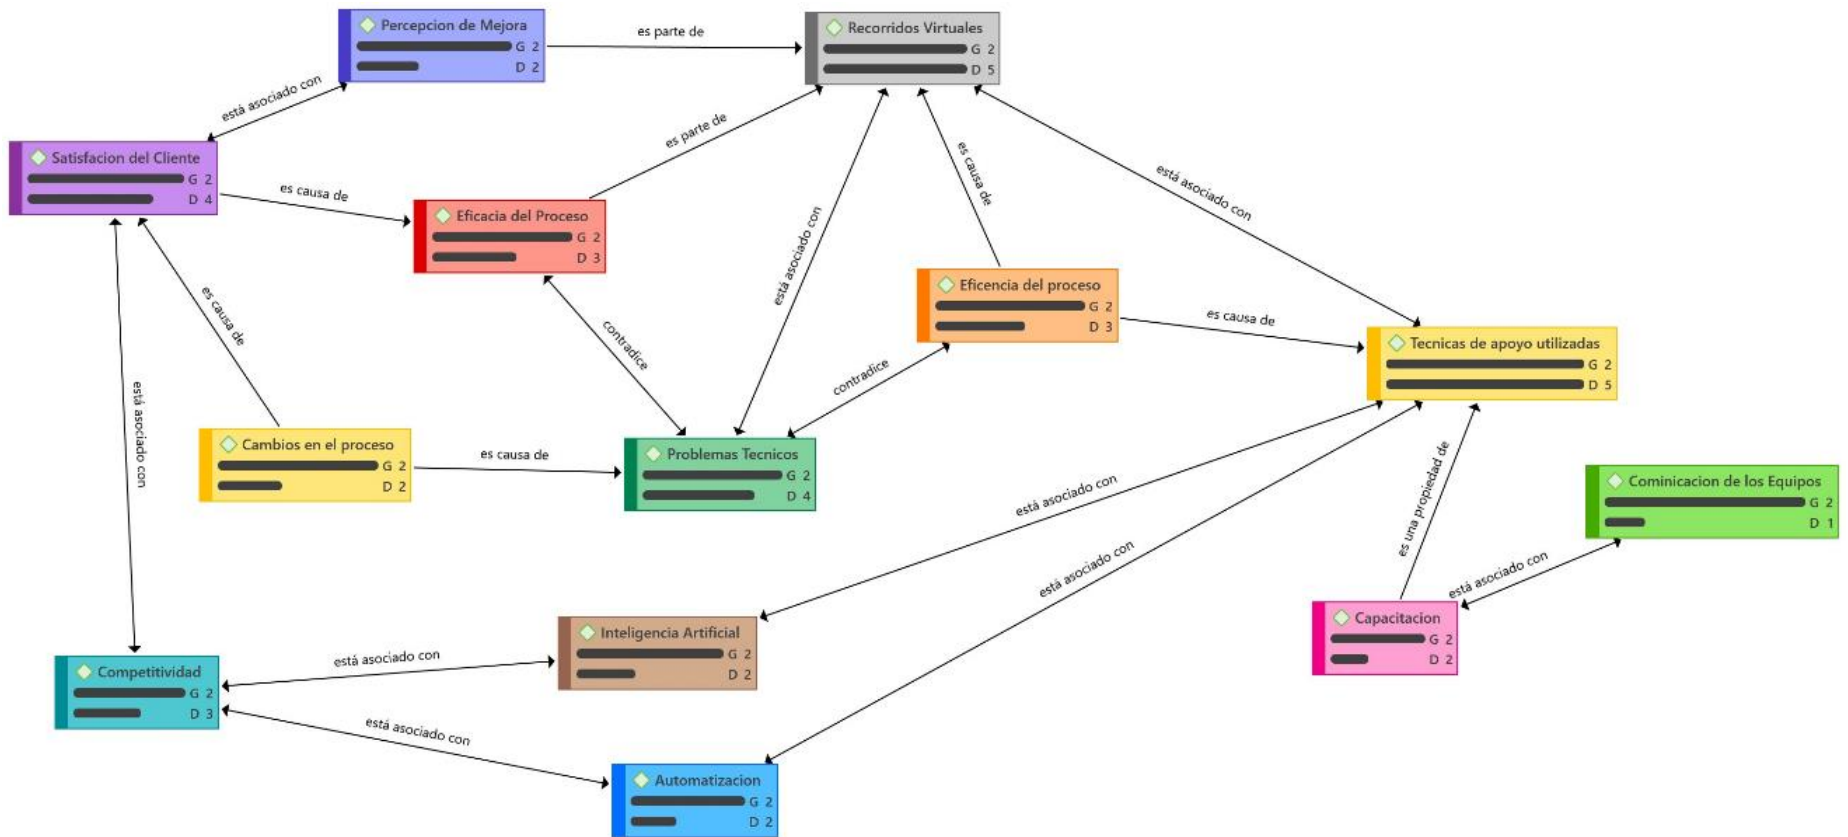 Percepcion de Mejora
G 2
D 2
es parte de
Recorridos Virtuales
G 2
D 5
está asociado con
es parte de
Satisfacion del Cliente
G 2
D 4
es causa de
Eficacia del Proceso
G 2
D 3
está asociado con
es causa de
está asociado con
Eficencia del proceso
G 2
D 3
es causa de
Tecnicas de apoyo utilizadas
G 2
D 5
es causa de
contradice
contradice
está asociado con
Cambios en el proceso
G 2
D 2
es causa de
Problemas Tecnicos
G 2
D 4
es una propiedad de
Cominicacion de los Equipos
G 2
D 1
está asociado con
está asociado con
está asociado con
Capacitacion
G 2
D 2
Inteligencia Artificial
G 2
D 2
está asociado con
Competitividad
G 2
D 3
está asociado con
Automatizacion
G 2
D 2